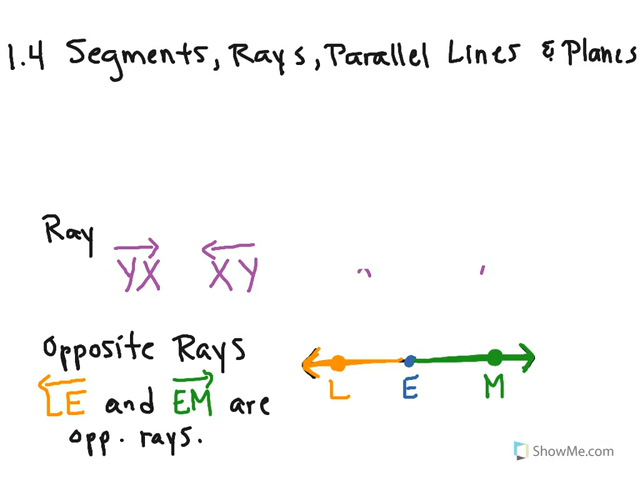 1.4 Segments, Rays, Parallel Lines & Planes
Ray
YX XY
Opposite Rays
L E M
LE and EM are
opp. rays.
ShowMe.com